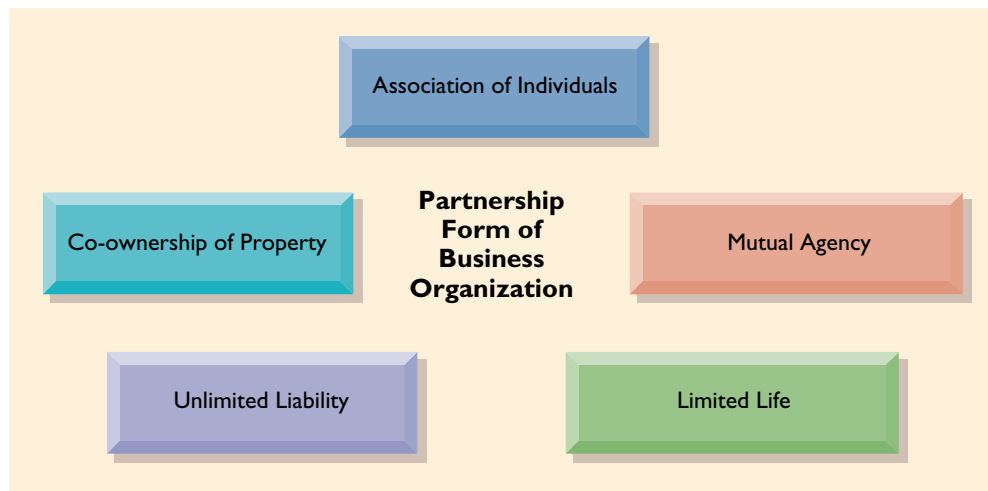 Association of Individuals
Co-ownership of Property
Partnership
Form of
Business
Organization
Mutual Agency
Unlimited Liability
Limited Life